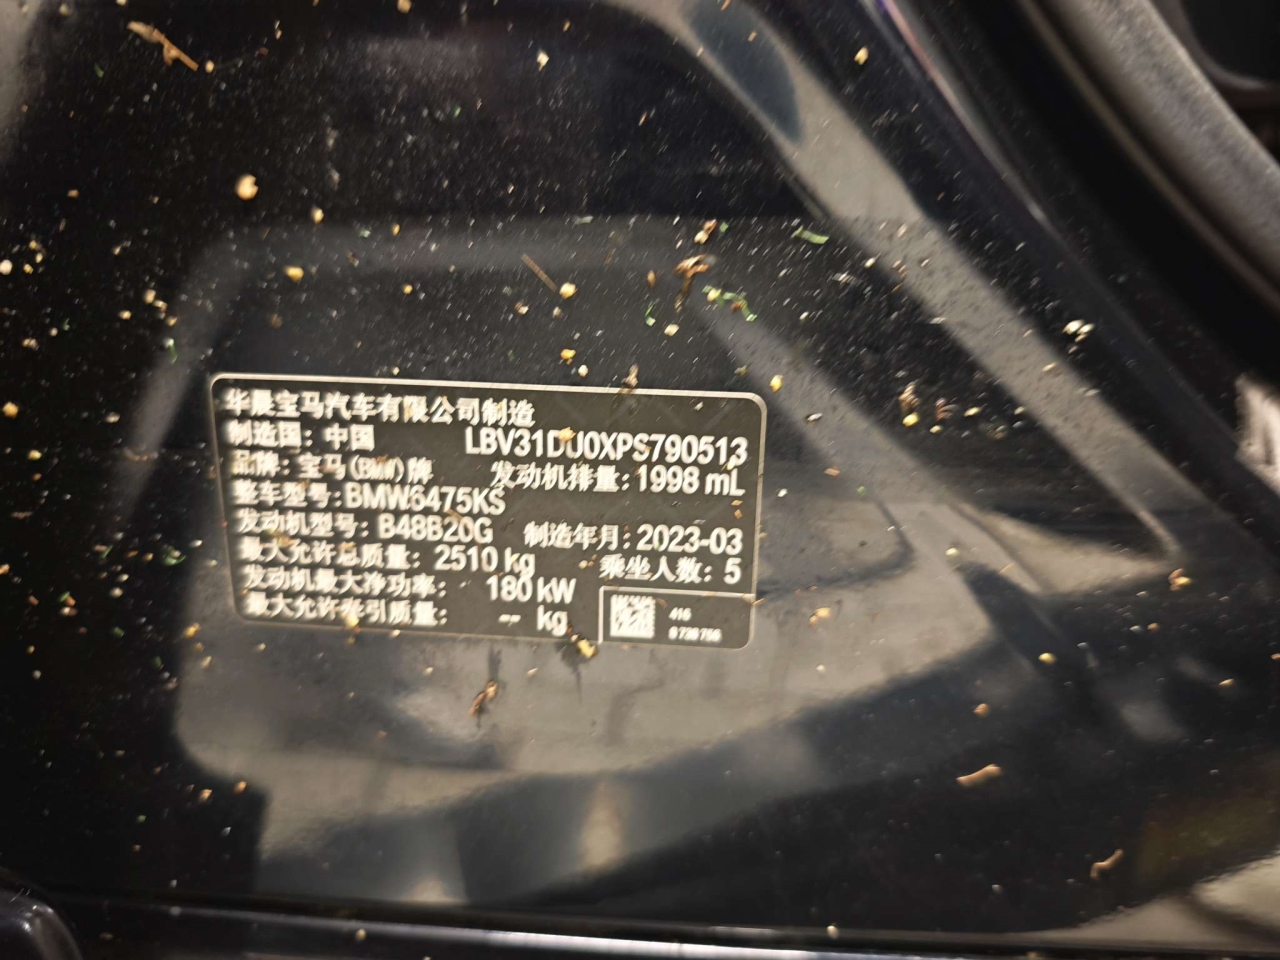 华晨宝马汽车有限公司制造
制造国: 中国 LBV31DU0XPS790513
品牌: 宝马(BMW)牌 发动机排量: 1998 mL
整车型号: BMW6475KS
发动机型号: B48B20G 制造年月: 2023-03
最大允许总质量: 2510 kg 乘坐人数: 5
发动机最大净功率: 180 kW
最大允许牵引质量: -- kg
416